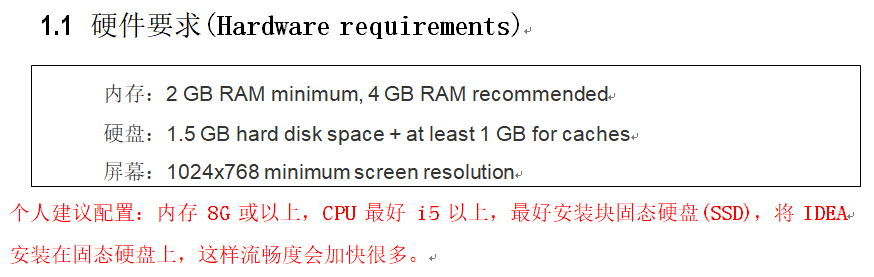 1.1 硬件要求(Hardware requirements)
内存：2 GB RAM minimum, 4 GB RAM recommended
硬盘：1.5 GB hard disk space + at least 1 GB for caches
屏幕：1024x768 minimum screen resolution
个人建议配置：内存 8G 或以上，CPU 最好 i5 以上，最好安装块固态硬盘(SSD)，将 IDEA
安装在固态硬盘上，这样流畅度会加快很多。